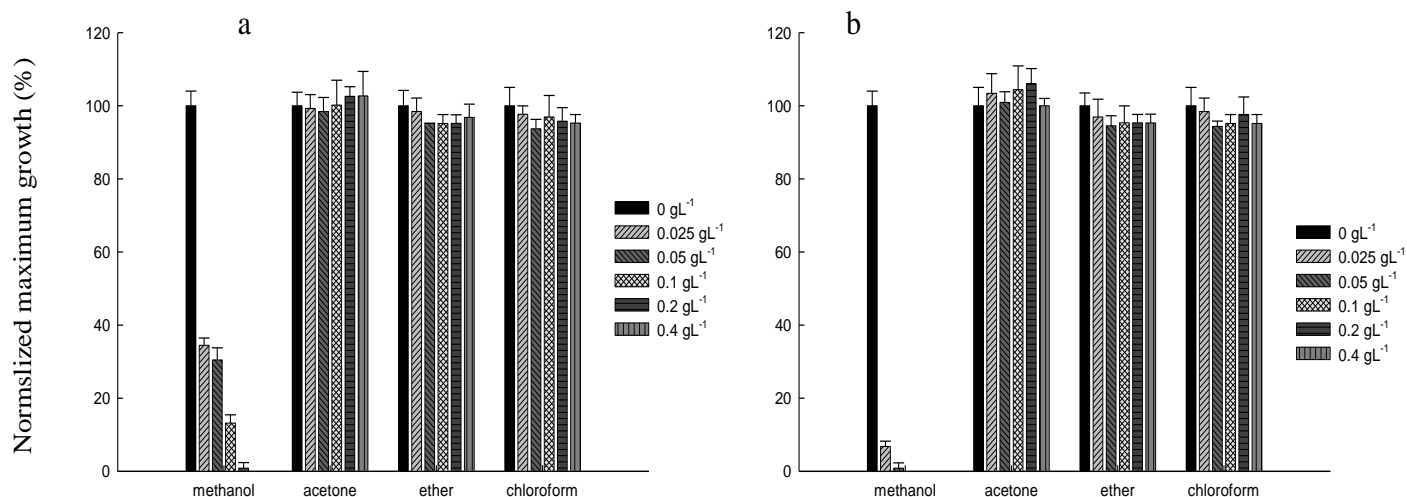 a
b
Normslized maximum growth (%)
120
100
80
60
40
20
0
methanol acetone ether chloroform
0 gL-1
0.025 gL-1
0.05 gL-1
0.1 gL-1
0.2 gL-1
0.4 gL-1
120
100
80
60
40
20
0
methanol acetone ether chloroform
0 gL-1
0.025 gL-1
0.05 gL-1
0.1 gL-1
0.2 gL-1
0.4 gL-1